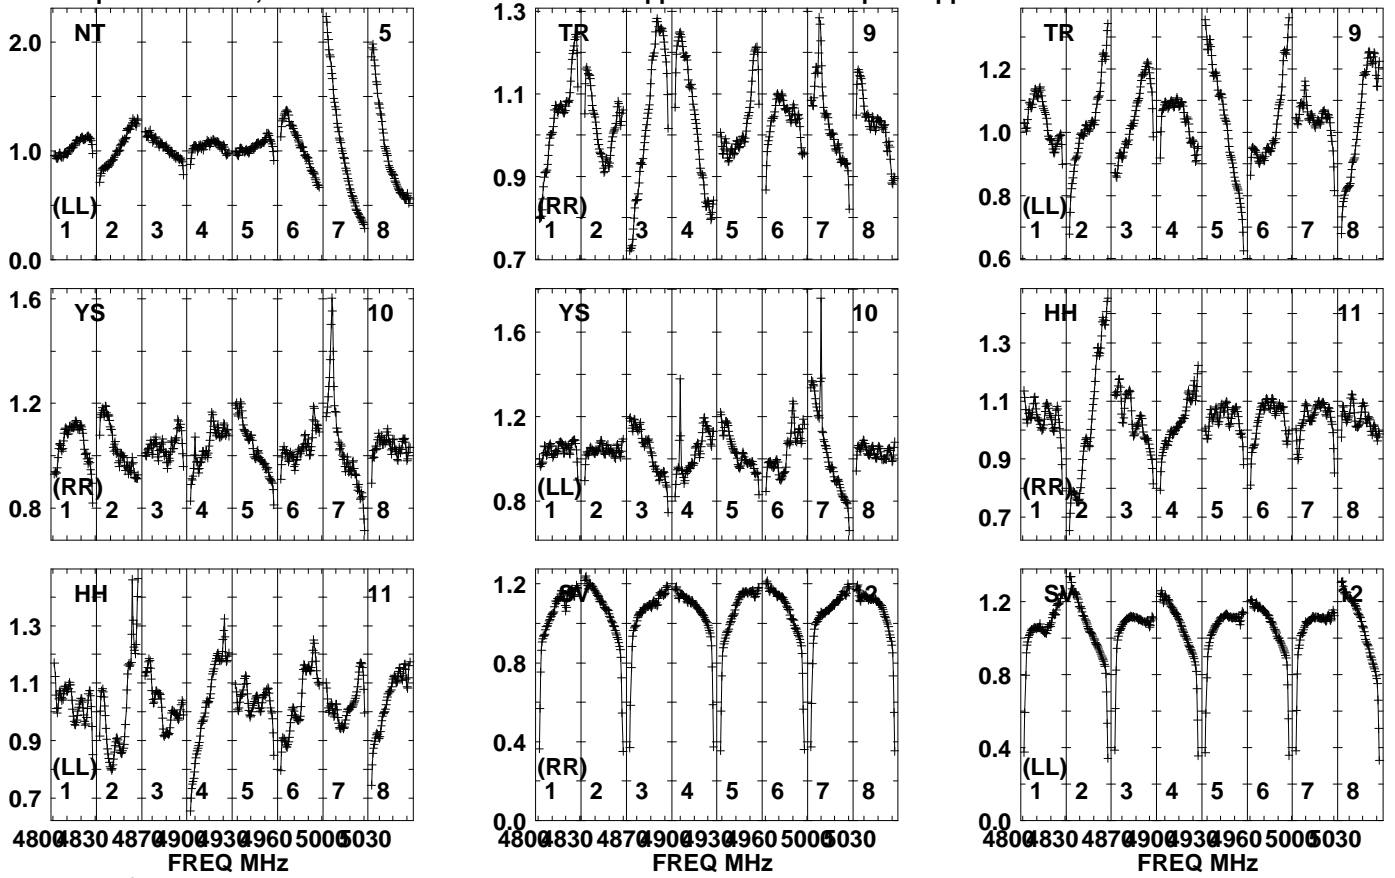 NT 5
2.0
1.0
0.0
(LL)
1 2 3 4 5 6 7 8
TR 9
1.3
1.1
0.9
0.7
(RR)
1 2 3 4 5 6 7 8
TR 9
1.2
1.0
0.8
0.6
(LL)
1 2 3 4 5 6 7 8
YS 10
1.6
1.2
0.8
(RR)
1 2 3 4 5 6 7 8
YS 10
1.6
1.2
0.8
(LL)
1 2 3 4 5 6 7 8
HH 11
1.3
1.1
0.9
0.7
(RR)
1 2 3 4 5 6 7 8
HH 11
1.3
1.1
0.9
0.7
(LL)
1 2 3 4 5 6 7 8
4800 4830 4870 4900 4930 4960 5000 5030
FREQ MHz
SV 12
1.2
0.8
0.4
0.0
(RR)
1 2 3 4 5 6 7 8
4800 4830 4870 4900 4930 4960 5000 5030
FREQ MHz
SV 12
1.2
0.8
0.4
0.0
(LL)
1 2 3 4 5 6 7 8
4800 4830 4870 4900 4930 4960 5000 5030
FREQ MHz